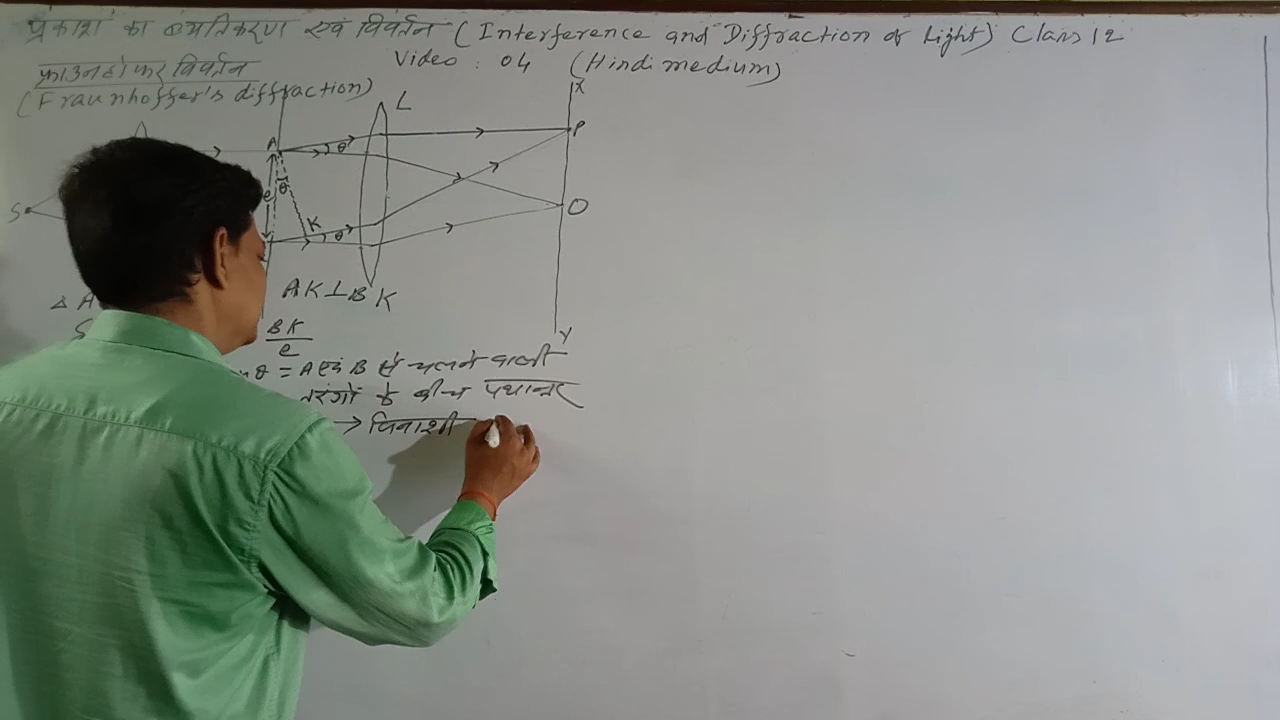 प्रकाश का व्यतिकरण एवं विवर्तन (Interference and Diffraction of Light) Class 12
Video : 04 (Hindi medium)
फ्राउनहोफर विवर्तन
(Fraunhoffer's diffraction)
X
L
A
θ
P
S
e
θ
O
K
θ
AK⊥BK
Δ A
Y
BK
e
θ = A एवं B से चलने वाली
तरंगों के बीच पथान्तर
→ विनाशी